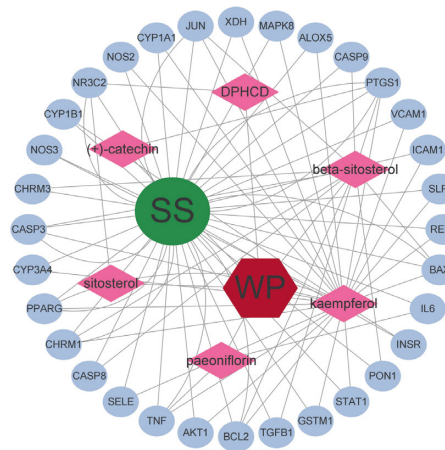 JUN
XDH
MAPK8
CYP1A1
ALOX5
NOS2
CASP9
NR3C2
DPHCD
PTGS1
CYP1B1
VCAM1
NOS3
(+)-catechin
ICAM1
beta-sitosterol
CHRM3
SS
CASP3
BAX
CYP3A4
sitosterol
WP
kaempferol
IL6
PPARG
CHRM1
INSR
paeoniflorin
CASP8
PON1
SELE
STAT1
TNF
GSTM1
AKT1
TGFB1
BCL2